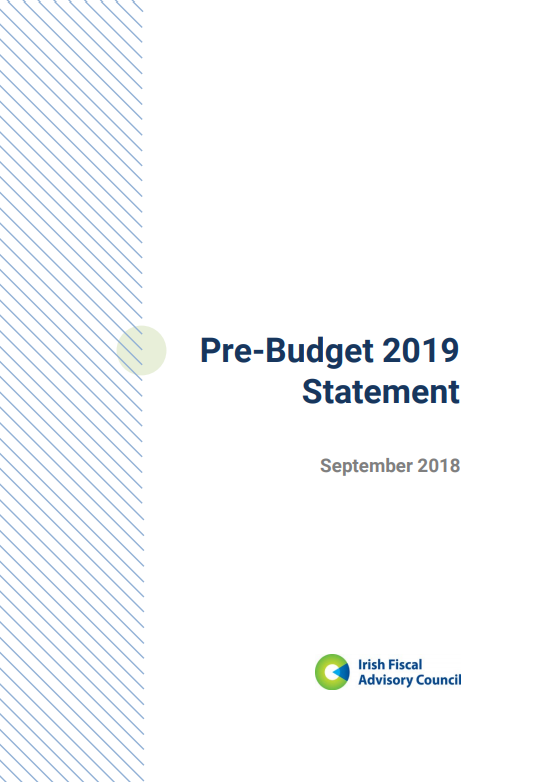 Pre-Budget 2019
Statement
September 2018
Irish Fiscal
Advisory Council